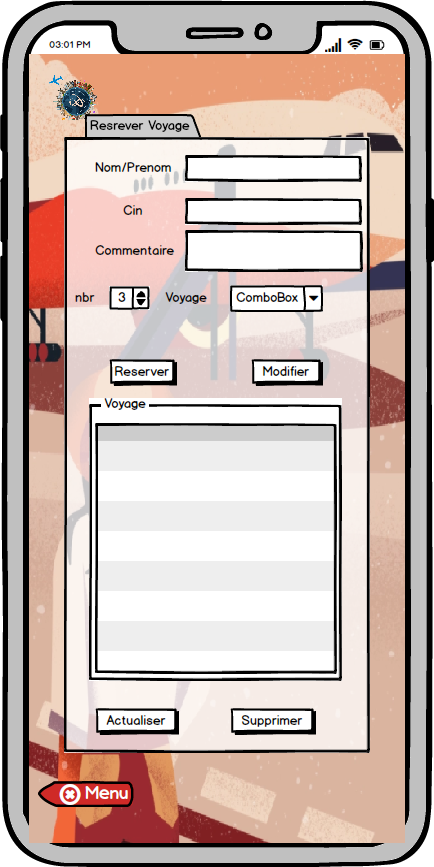 03:01 PM
Resrever Voyage
Nom/Prenom
Cin
Commentaire
nbr 3 Voyage ComboBox
Reserver Modifier
Voyage
Actualiser Supprimer
Menu